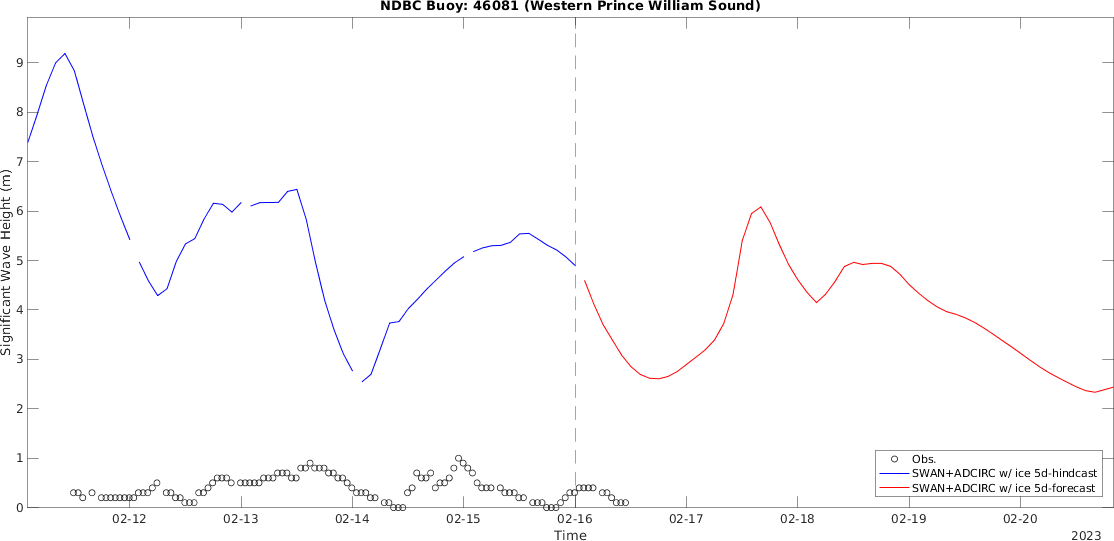 NDBC Buoy: 46081 (Western Prince William Sound)
Significant Wave Height (m)
9
8
7
6
5
4
3
2
1
0
Obs.
SWAN+ADCIRC w/ ice 5d-hindcast
SWAN+ADCIRC w/ ice 5d-forecast
02-12 02-13 02-14 02-15 02-16 02-17 02-18 02-19 02-20
Time
2023